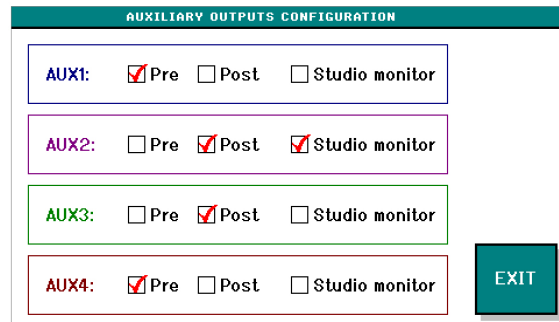 AUXILIARY OUTPUTS CONFIGURATION
AUX1: Pre Post Studio monitor
AUX2: Pre Post Studio monitor
AUX3: Pre Post Studio monitor
AUX4: Pre Post Studio monitor
EXIT